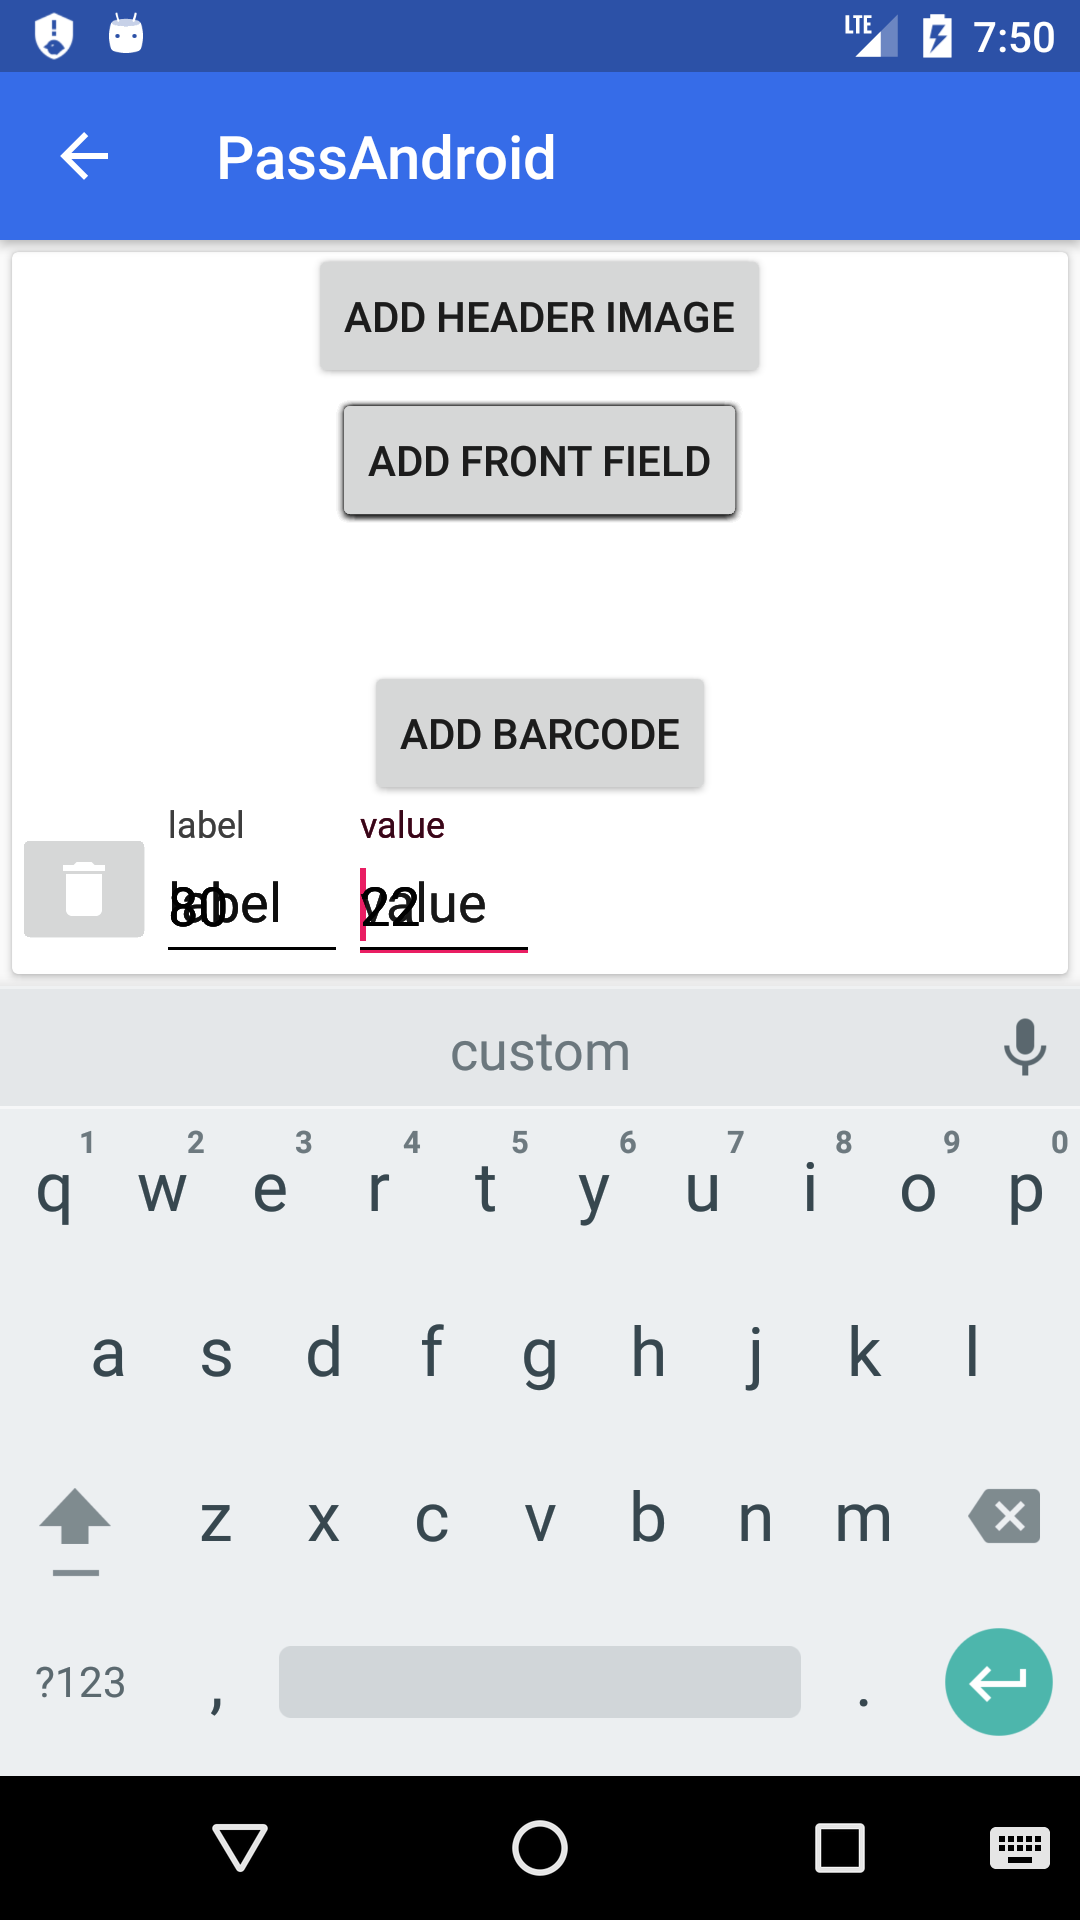 LTE 7:50
PassAndroid
ADD HEADER IMAGE
ADD FRONT FIELD
ADD BARCODE
label value
label value
80 22
custom
1 2 3 4 5 6 7 8 9 0
q w e r t y u i o p
a s d f g h j k l
z x c v b n m
?123 , .